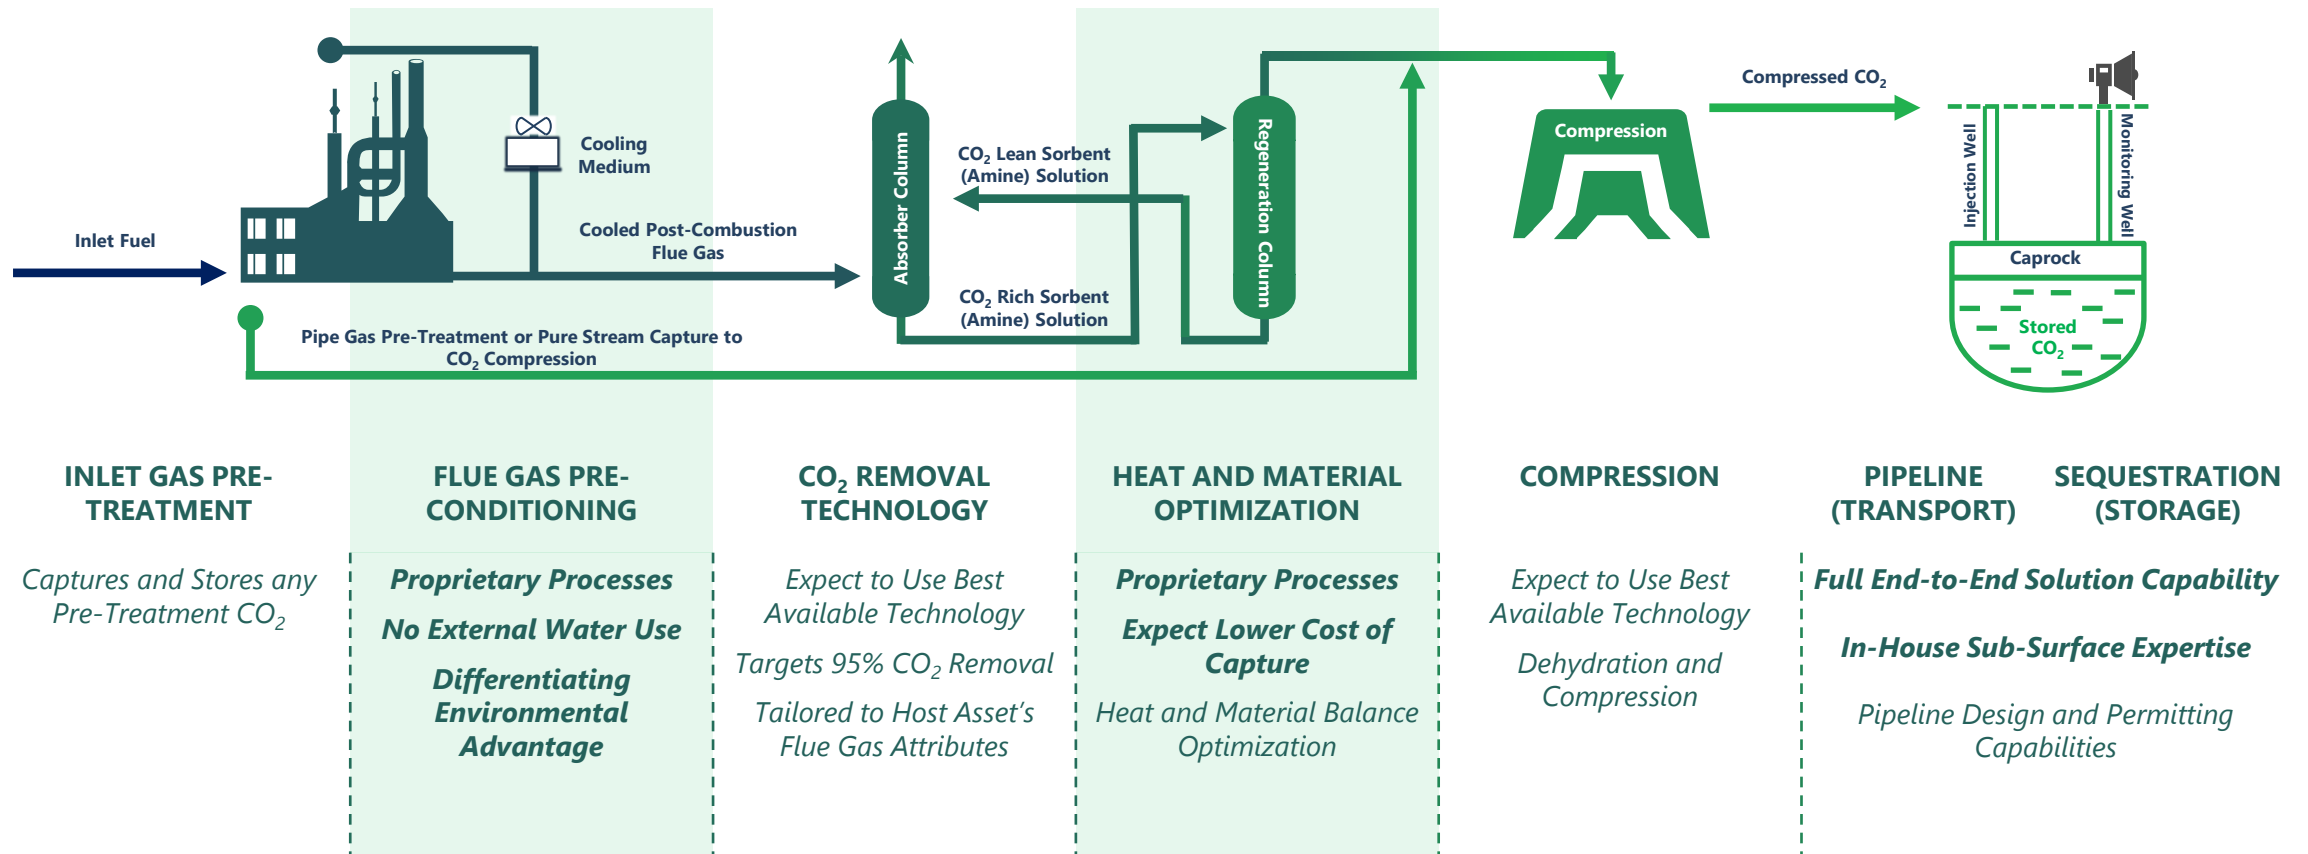 Inlet Fuel
Cooling
Medium
Cooled Post-Combustion
Flue Gas
Pipe Gas Pre-Treatment or Pure Stream Capture to
CO2 Compression
Absorber Column
CO2 Lean Sorbent
(Amine) Solution
CO2 Rich Sorbent
(Amine) Solution
Regeneration Column
Compression
Compressed CO2
Injection Well
Monitoring Well
Caprock
Stored
CO2
INLET GAS PRE-
TREATMENT
Captures and Stores any
Pre-Treatment CO2
FLUE GAS PRE-
CONDITIONING
Proprietary Processes
No External Water Use
Differentiating
Environmental
Advantage
CO2 REMOVAL
TECHNOLOGY
Expect to Use Best
Available Technology
Targets 95% CO2 Removal
Tailored to Host Asset's
Flue Gas Attributes
HEAT AND MATERIAL
OPTIMIZATION
Proprietary Processes
Expect Lower Cost of
Capture
Heat and Material Balance
Optimization
COMPRESSION
Expect to Use Best
Available Technology
Dehydration and
Compression
PIPELINE
(TRANSPORT)
SEQUESTRATION
(STORAGE)
Full End-to-End Solution Capability
In-House Sub-Surface Expertise
Pipeline Design and Permitting
Capabilities